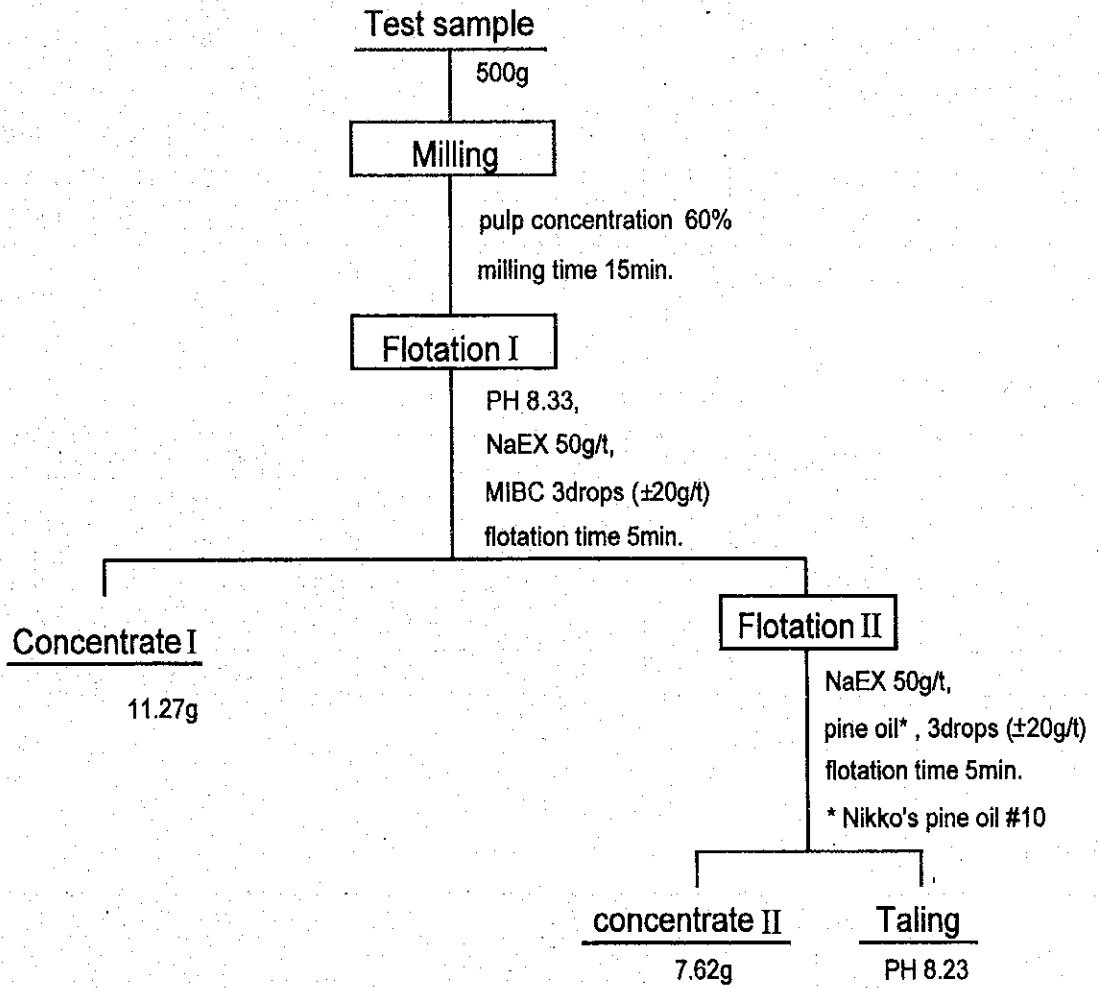 Test sample
500g
Milling
pulp concentration 60%
milling time 15min.
Flotation I
PH 8.33,
NaEX 50g/t,
MIBC 3drops (±20g/t)
flotation time 5min.
Concentrate I
11.27g
Flotation II
NaEX 50g/t,
pine oil* , 3drops (±20g/t)
flotation time 5min.
* Nikko's pine oil #10
concentrate II
7.62g
Taling
PH 8.23